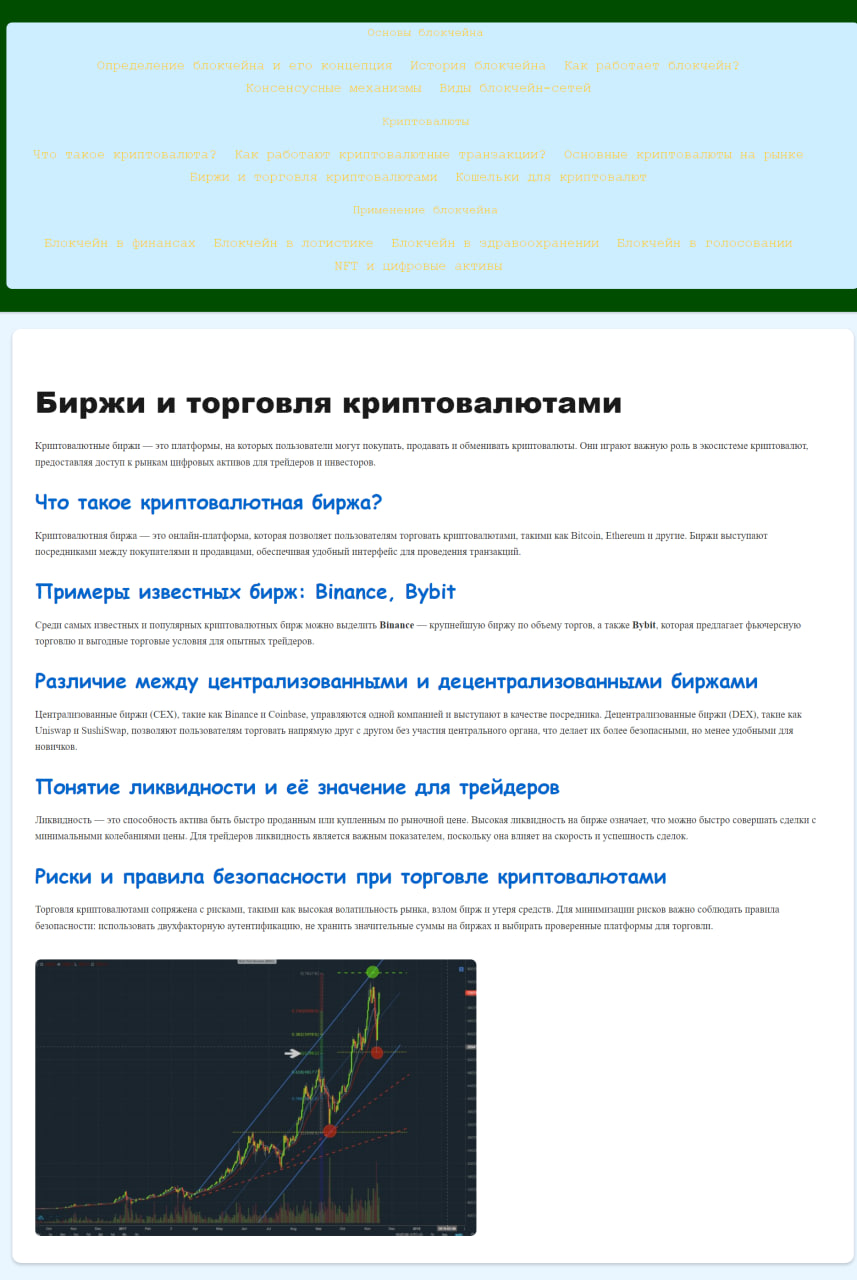 Основы блокчейна
Определение блокчейна и его концепция История блокчейна Как работает блокчейн?
Консенсусные механизмы Виды блокчейн-сетей
Криптовалюты
Что такое криптовалюта? Как работают криптовалютные транзакции? Основные криптовалюты на рынке
Биржи и торговля криптовалютами Кошельки для криптовалют
Применение блокчейна
Блокчейн в финансах Блокчейн в логистике Блокчейн в здравоохранении Блокчейн в голосовании
NFT и цифровые активы
Биржи и торговля криптовалютами
Криптовалютные биржи — это платформы, на которых пользователи могут покупать, продавать и обменивать криптовалюты. Они играют важную роль в экосистеме криптовалют,
предоставляя доступ к рынкам цифровых активов для трейдеров и инвесторов.
Что такое криптовалютная биржа?
Криптовалютная биржа — это онлайн-платформа, которая позволяет пользователям торговать криптовалютами, такими как Bitcoin, Ethereum и другие. Биржи выступают
посредниками между покупателями и продавцами, обеспечивая удобный интерфейс для проведения транзакций.
Примеры известных бирж: Binance, Bybit
Среди самых известных и популярных криптовалютных бирж можно выделить Binance — крупнейшую биржу по объему торгов, а также Bybit, которая предлагает фьючерсную
торговлю и выгодные торговые условия для опытных трейдеров.
Различие между централизованными и децентрализованными биржами
Централизованные биржи (CEX), такие как Binance и Coinbase, управляются одной компанией и выступают в качестве посредника. Децентрализованные биржи (DEX), такие как
Uniswap и SushiSwap, позволяют пользователям торговать напрямую друг с другом без участия центрального органа, что делает их более безопасными, но менее удобными для
новичков.
Понятие ликвидности и её значение для трейдеров
Ликвидность — это способность актива быть быстро проданным или купленным по рыночной цене. Высокая ликвидность на бирже означает, что можно быстро совершать сделки с
минимальными колебаниями цены. Для трейдеров ликвидность является важным показателем, поскольку она влияет на скорость и успешность сделок.
Риски и правила безопасности при торговле криптовалютами
Торговля криптовалютами сопряжена с рисками, такими как высокая волатильность рынка, взлом бирж и утеря средств. Для минимизации рисков важно соблюдать правила
безопасности: использовать двухфакторную аутентификацию, не хранить значительные суммы на биржах и выбирать проверенные платформы для торговли.